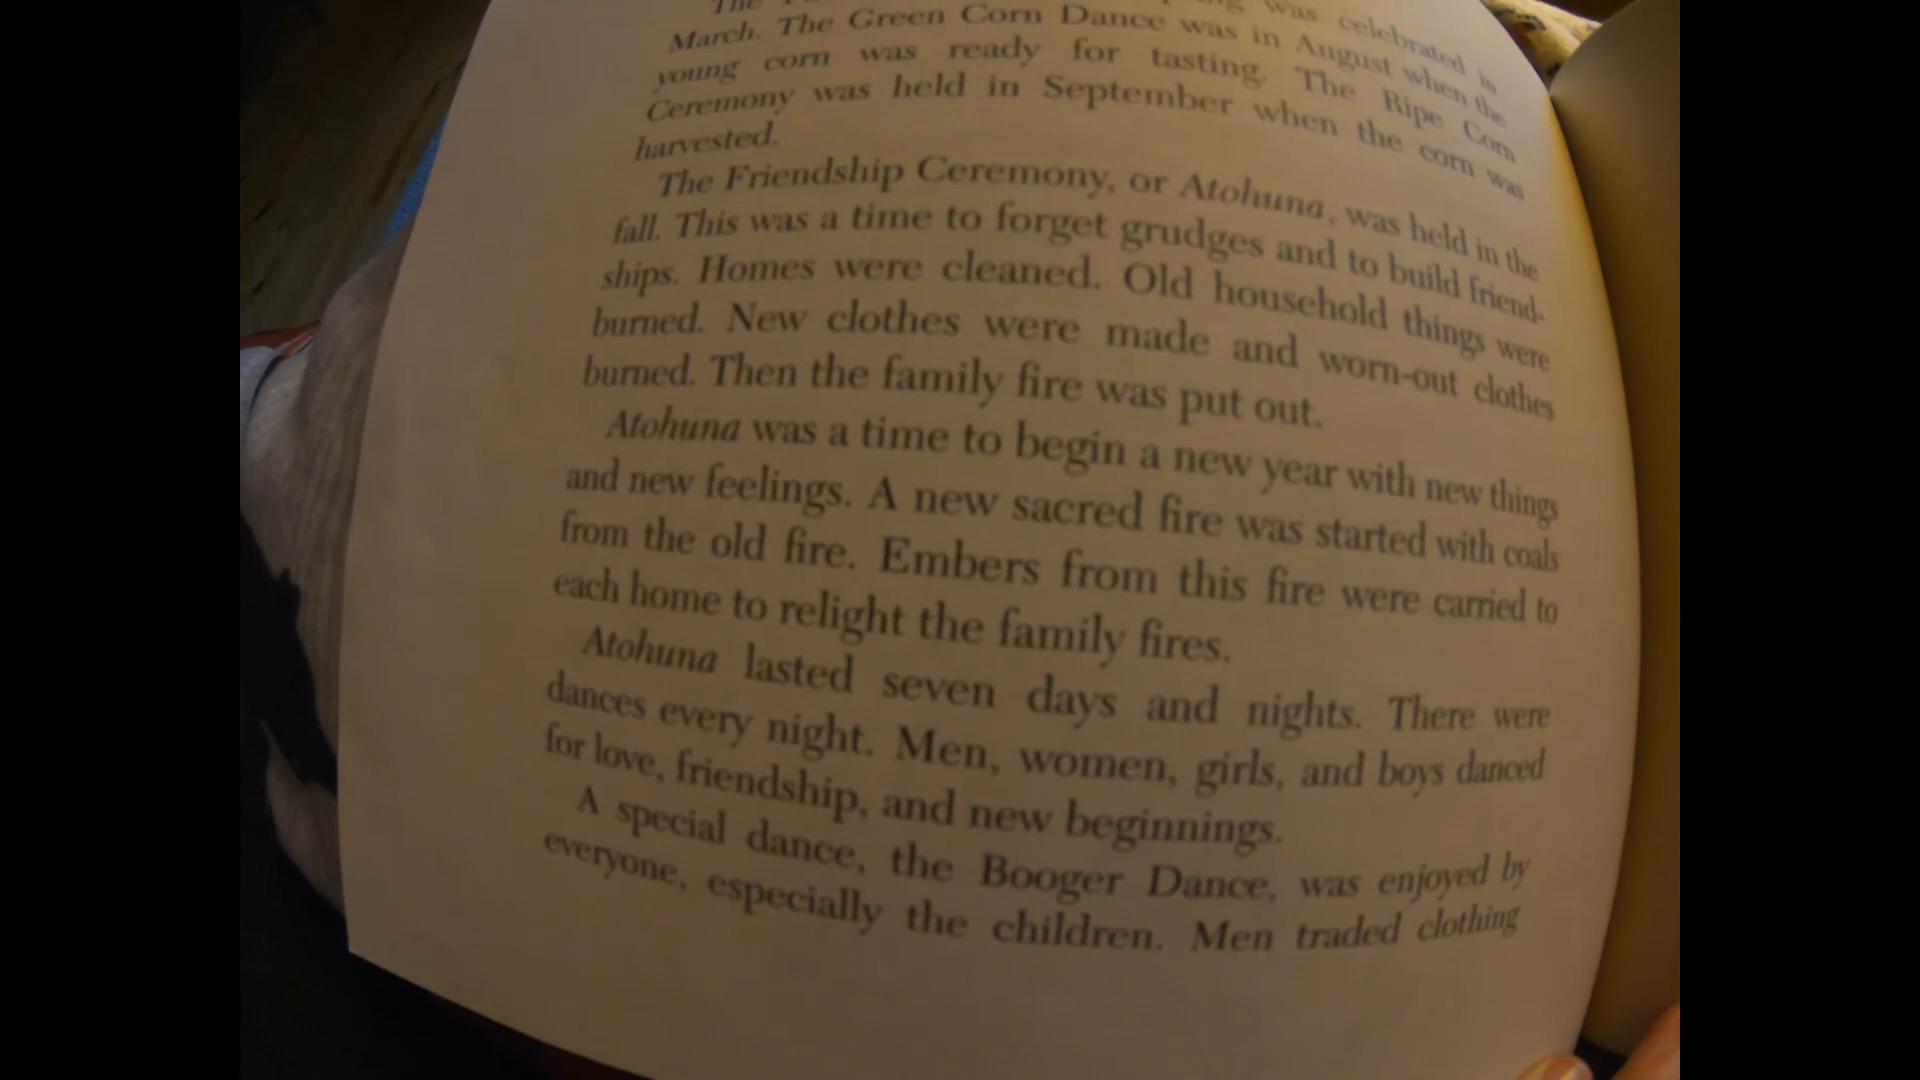 The
was celebrated in
March. The Green Corn Dance was in August when the
young corn was ready for tasting. The Ripe Corn
Ceremony was held in September when the corn was
harvested.
The Friendship Ceremony, or Atohuna, was held in the
fall. This was a time to forget grudges and to build friend-
ships. Homes were cleaned. Old household things were
burned. New clothes were made and worn-out clothes
burned. Then the family fire was put out.
Atohuna was a time to begin a new year with new things
and new feelings. A new sacred fire was started with coals
from the old fire. Embers from this fire were carried to
each home to relight the family fires.
Atohuna lasted seven days and nights. There were
dances every night. Men, women, girls, and boys danced
for love, friendship, and new beginnings.
A special dance, the Booger Dance, was enjoyed by
everyone, especially the children. Men traded clothing